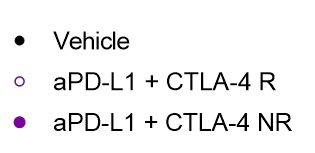 Vehicle
aPD-L1 + CTLA-4 R
aPD-L1 + CTLA-4 NR